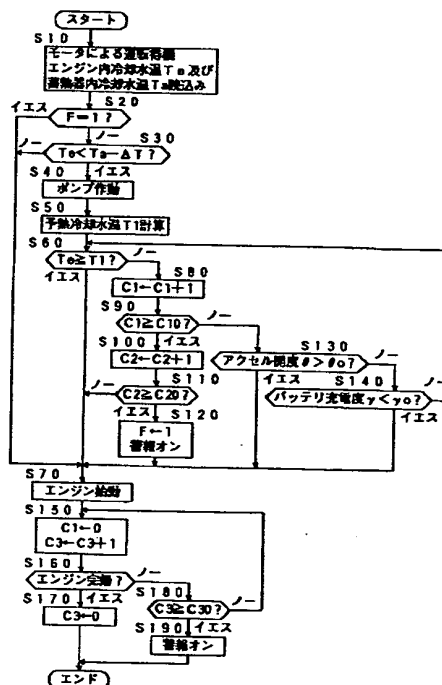 スタート
S10
モータによる運転待機
エンジン内冷却水温Te及び
蓄熱器内冷却水温Ta読込み
S20
イエス
F=1?
ノー
S30
ノー
Te<Ta-ΔT?
S40
イエス
ポンプ作動
S50
予熱冷却水温T1計算
S60
Te≧T1?
ノー
イエス
S80
C1←C1+1
S90
C1≧C10?
ノー
S100
イエス
S130
C2←C2+1
アクセル開度θ>θo?
ノー
S110
イエス
S140
ノー
C2≧C20?
バッテリ充電度γ<γo?
ノー
イエス
S120
イエス
F←1
警報オン
S70
エンジン始動
S150
C1←0
C3←C3+1
S160
エンジン完爆?
ノー
S180
S170
イエス
C3≧C30?
ノー
C3←0
S190
イエス
警報オン
エンド